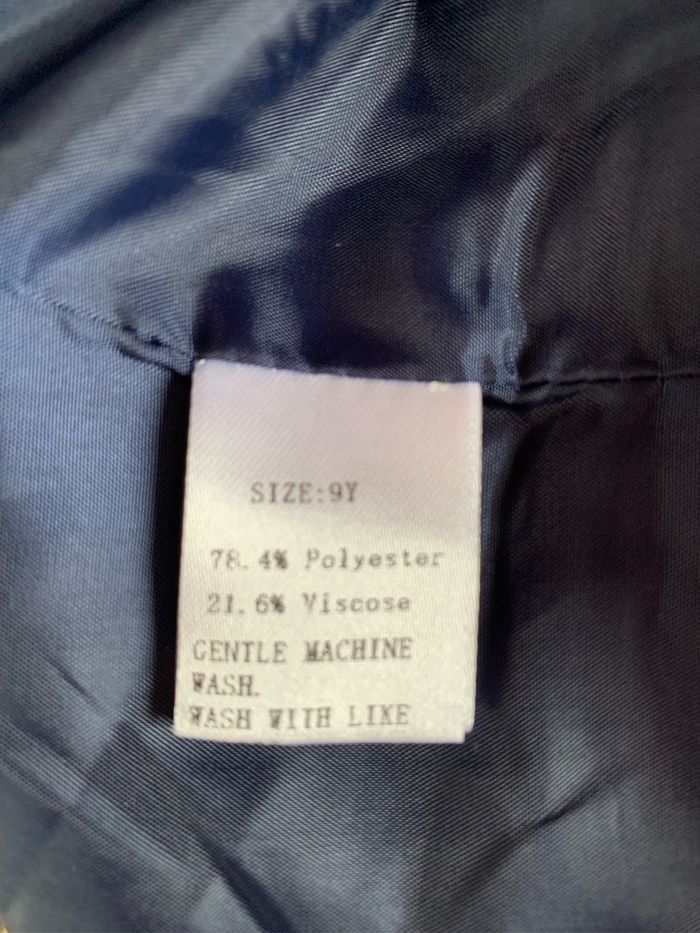 SIZE:9Y
78.4% Polyester
21.6% Viscose
GENTLE MACHINE
WASH.
WASH WITH LIKE